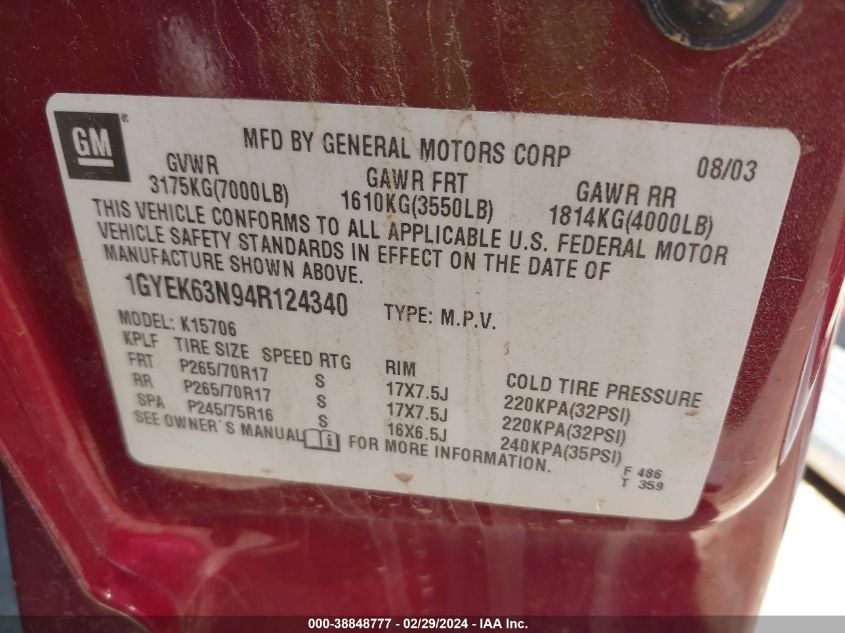 GM®
MFD BY GENERAL MOTORS CORP 08/03
GVWR GAWR FRT GAWR RR
3175KG(7000LB) 1610KG(3550LB) 1814KG(4000LB)
THIS VEHICLE CONFORMS TO ALL APPLICABLE U.S. FEDERAL MOTOR
VEHICLE SAFETY STANDARDS IN EFFECT ON THE DATE OF
MANUFACTURE SHOWN ABOVE.
1GYEK63N94R124340 TYPE: M.P.V.
MODEL: K15706
KPLF TIRE SIZE SPEED RTG RIM COLD TIRE PRESSURE
FRT P265/70R17 S 17X7.5J 220KPA(32PSI)
RR P265/70R17 S 17X7.5J 220KPA(32PSI)
SPA P245/75R16 S 16X6.5J 240KPA(35PSI)
SEE OWNER'S MANUAL i FOR MORE INFORMATION.
F 486
T 359
000-38848777 - 02/29/2024 - IAA Inc.